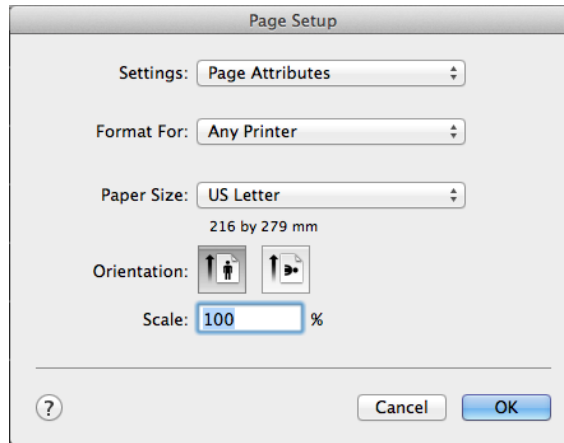 Page Setup
Settings: Page Attributes
Format For: Any Printer
Paper Size: US Letter
216 by 279 mm
Orientation:
Scale: 100 %
? Cancel OK